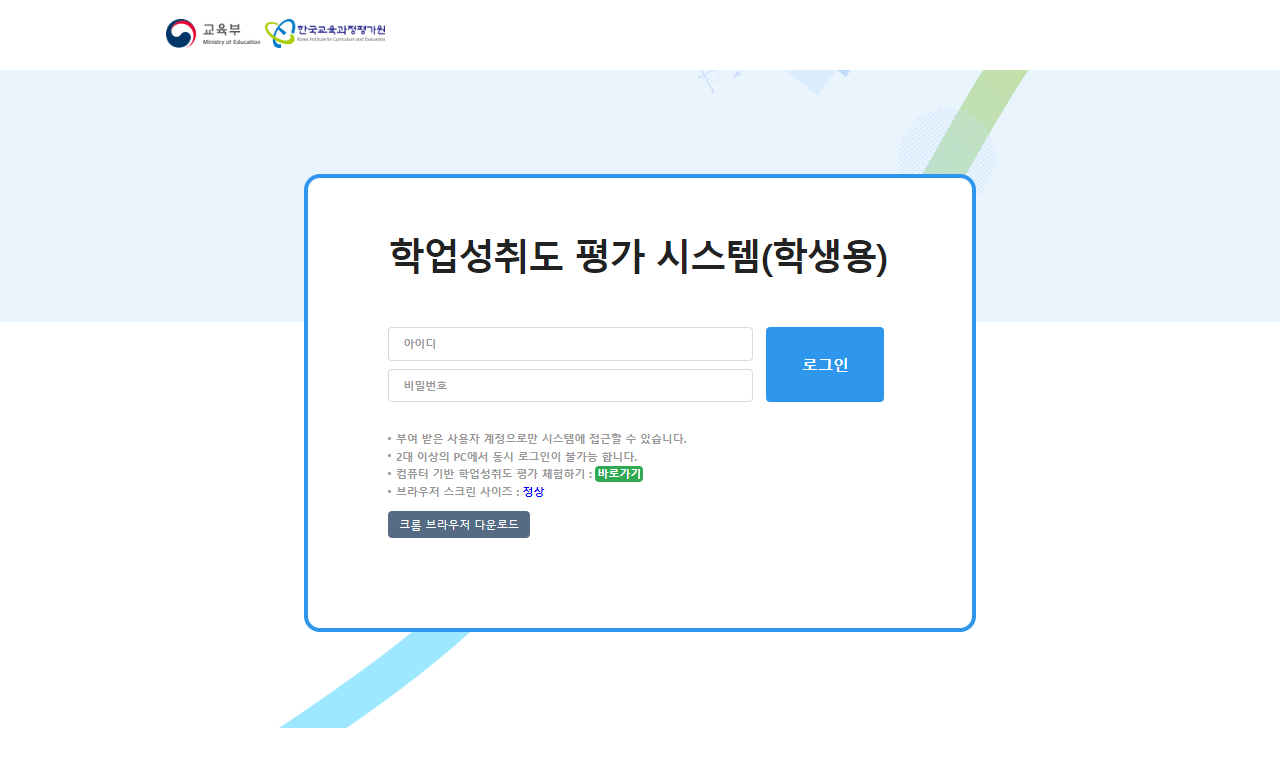 교육부
Ministry of Education
한국교육과정평가원
Korea Institute for Curriculum and Evaluation
학업성취도 평가 시스템(학생용)
아이디
비밀번호
로그인
부여 받은 사용자 계정으로만 시스템에 접근할 수 있습니다.
2대 이상의 PC에서 동시 로그인이 불가능 합니다.
컴퓨터 기반 학업성취도 평가 체험하기 : 바로가기
브라우저 스크린 사이즈 : 정상
크롬 브라우저 다운로드